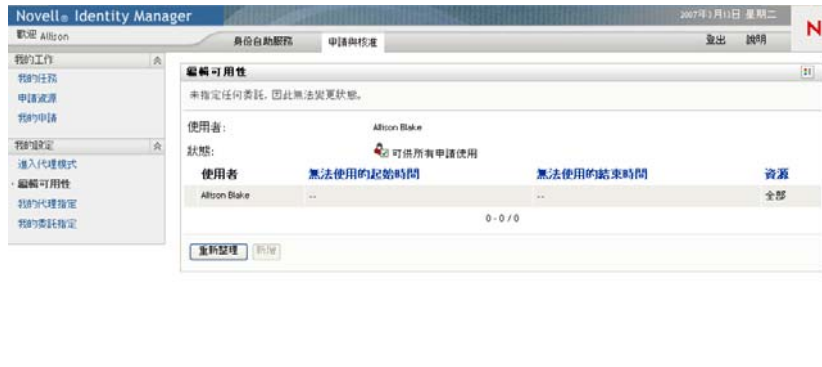 Novell® Identity Manager
2007年3月13日 星期二
N
歡迎 Allison
身份自助服務 申請與核准
登出 說明
我的工作
我的任務
申請資源
我的申請
我的設定
進入代理模式
編輯可用性
我的代理指定
我的委託指定
編輯可用性
未指定任何委託, 因此無法變更狀態。
使用者: Allison Blake
狀態: 可供所有申請使用
使用者 無法使用的起始時間 無法使用的結束時間 資源
Allison Blake -- -- 全部
0 - 0 / 0
重新整理 新增